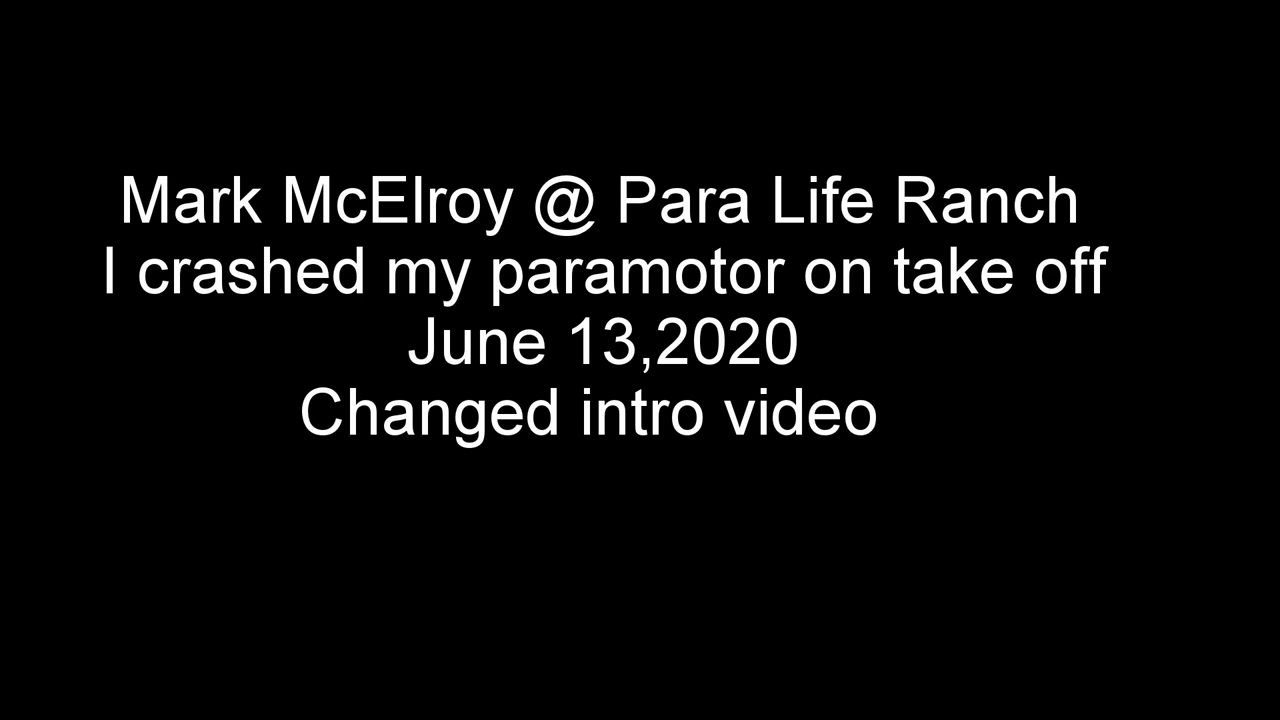 Mark McElroy @ Para Life Ranch
I crashed my paramotor on take off
June 13,2020
Changed intro video